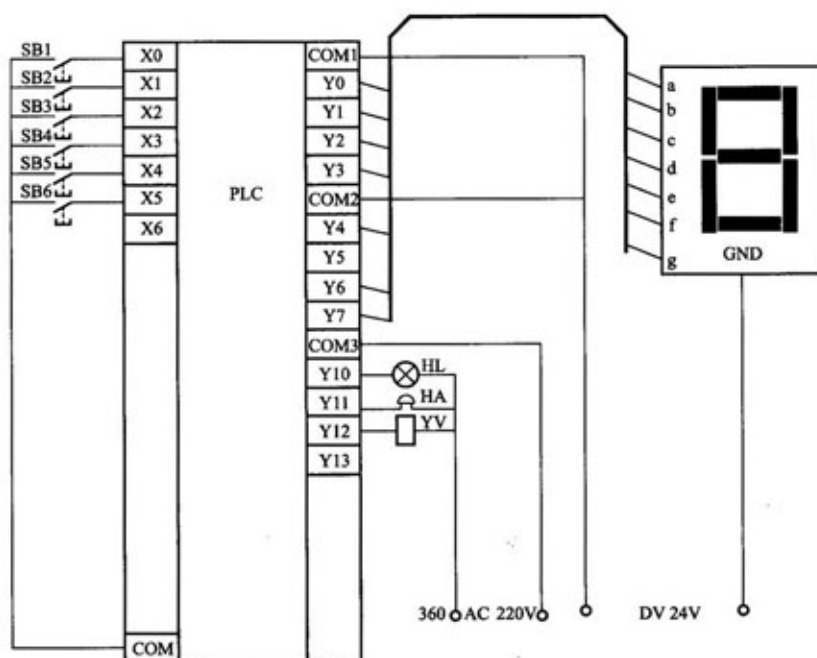 SB1
SB2
SB3
SB4
SB5
SB6
X0
X1
X2
X3
X4
X5
X6
COM
PLC
COM1
Y0
Y1
Y2
Y3
COM2
Y4
Y5
Y6
Y7
COM3
Y10
Y11
Y12
Y13
HL
HA
YV
a
b
c
d
e
f
g
GND
360 AC 220V
DV 24V